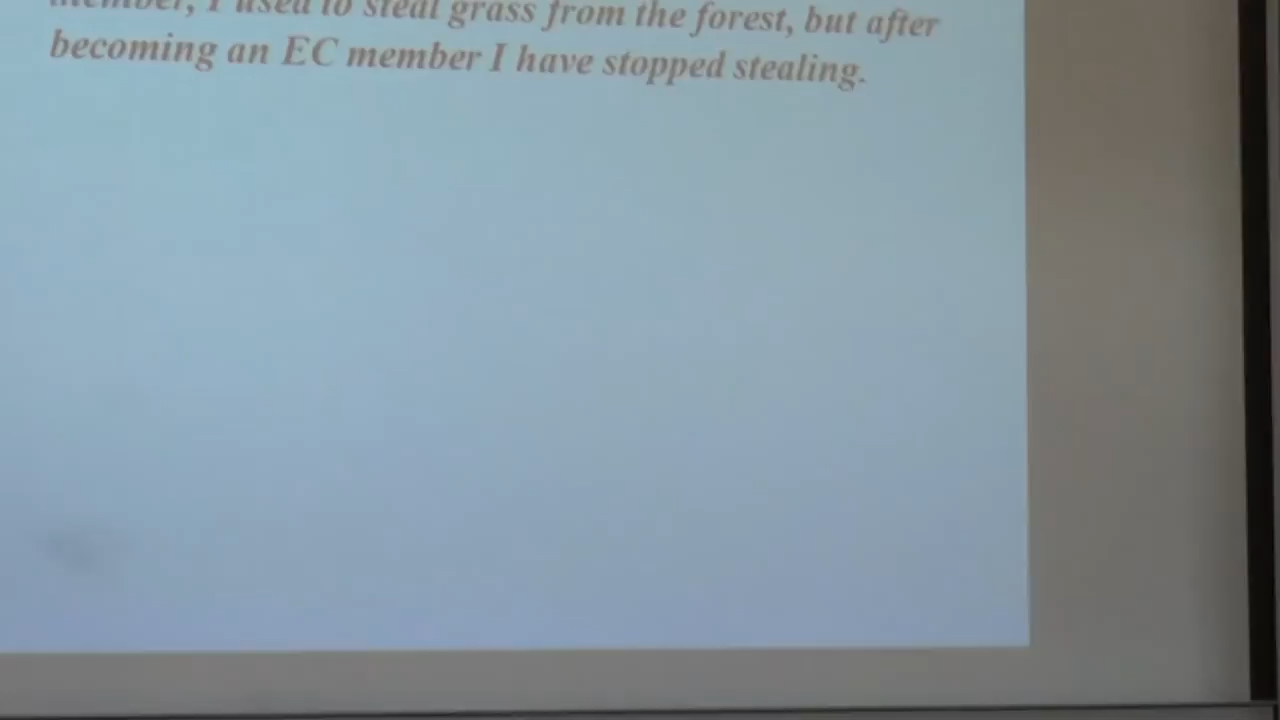 member, I used to steal grass from the forest, but after
becoming an EC member I have stopped stealing.